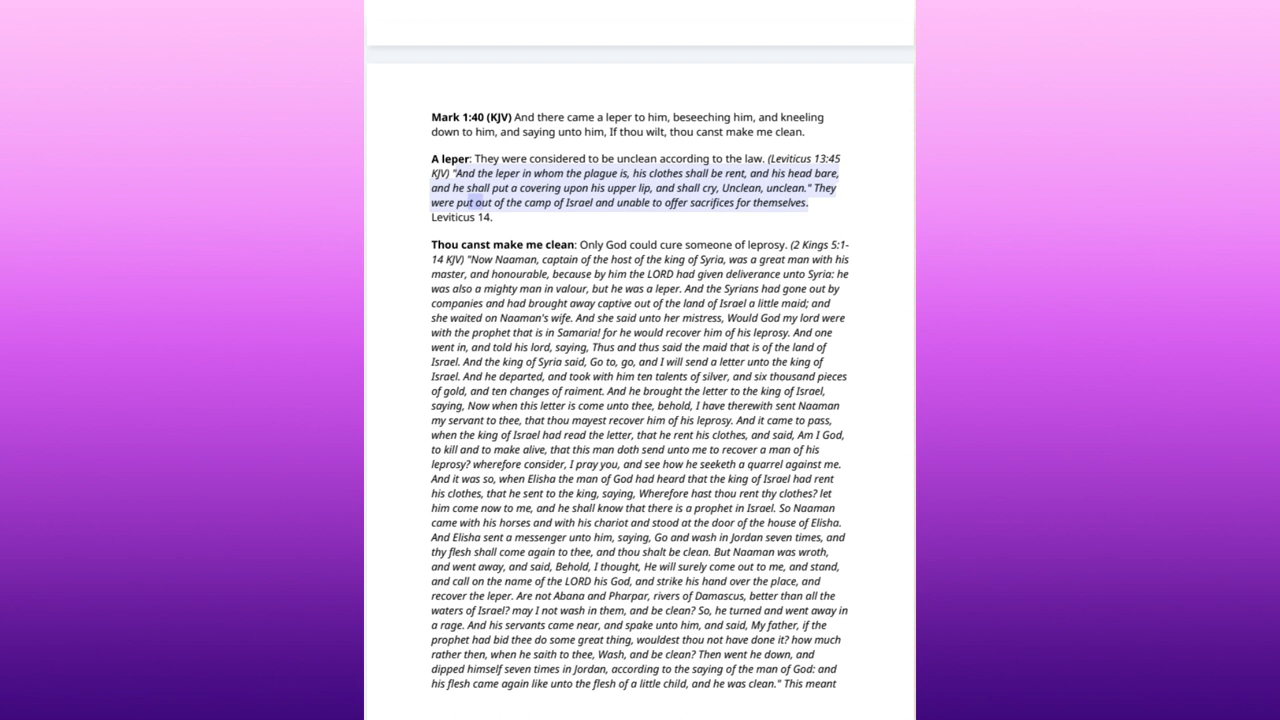 Mark 1:40 (KJV) And there came a leper to him, beseeching him, and kneeling
down to him, and saying unto him, If thou wilt, thou canst make me clean.
A leper: They were considered to be unclean according to the law. (Leviticus 13:45
KJV) "And the leper in whom the plague is, his clothes shall be rent, and his head bare,
and he shall put a covering upon his upper lip, and shall cry, Unclean, unclean." They
were put out of the camp of Israel and unable to offer sacrifices for themselves.
Leviticus 14.
Thou canst make me clean: Only God could cure someone of leprosy. (2 Kings 5:1-
14 KJV) "Now Naaman, captain of the host of the king of Syria, was a great man with his
master, and honourable, because by him the LORD had given deliverance unto Syria: he
was also a mighty man in valour, but he was a leper. And the Syrians had gone out by
companies and had brought away captive out of the land of Israel a little maid; and
she waited on Naaman's wife. And she said unto her mistress, Would God my lord were
with the prophet that is in Samaria! for he would recover him of his leprosy. And one
went in, and told his lord, saying, Thus and thus said the maid that is of the land of
Israel. And the king of Syria said, Go to, go, and I will send a letter unto the king of
Israel. And he departed, and took with him ten talents of silver, and six thousand pieces
of gold, and ten changes of raiment. And he brought the letter to the king of Israel,
saying, Now when this letter is come unto thee, behold, I have therewith sent Naaman
my servant to thee, that thou mayest recover him of his leprosy. And it came to pass,
when the king of Israel had read the letter, that he rent his clothes, and said, Am I God,
to kill and to make alive, that this man doth send unto me to recover a man of his
leprosy? wherefore consider, I pray you, and see how he seeketh a quarrel against me.
And it was so, when Elisha the man of God had heard that the king of Israel had rent
his clothes, that he sent to the king, saying, Wherefore hast thou rent thy clothes? let
him come now to me, and he shall know that there is a prophet in Israel. So Naaman
came with his horses and with his chariot and stood at the door of the house of Elisha.
And Elisha sent a messenger unto him, saying, Go and wash in Jordan seven times, and
thy flesh shall come again to thee, and thou shalt be clean. But Naaman was wroth,
and went away, and said, Behold, I thought, He will surely come out to me, and stand,
and call on the name of the LORD his God, and strike his hand over the place, and
recover the leper. Are not Abana and Pharpar, rivers of Damascus, better than all the
waters of Israel? may I not wash in them, and be clean? So, he turned and went away in
a rage. And his servants came near, and spake unto him, and said, My father, if the
prophet had bid thee do some great thing, wouldest thou not have done it? how much
rather then, when he saith to thee, Wash, and be clean? Then went he down, and
dipped himself seven times in Jordan, according to the saying of the man of God: and
his flesh came again like unto the flesh of a little child, and he was clean." This meant